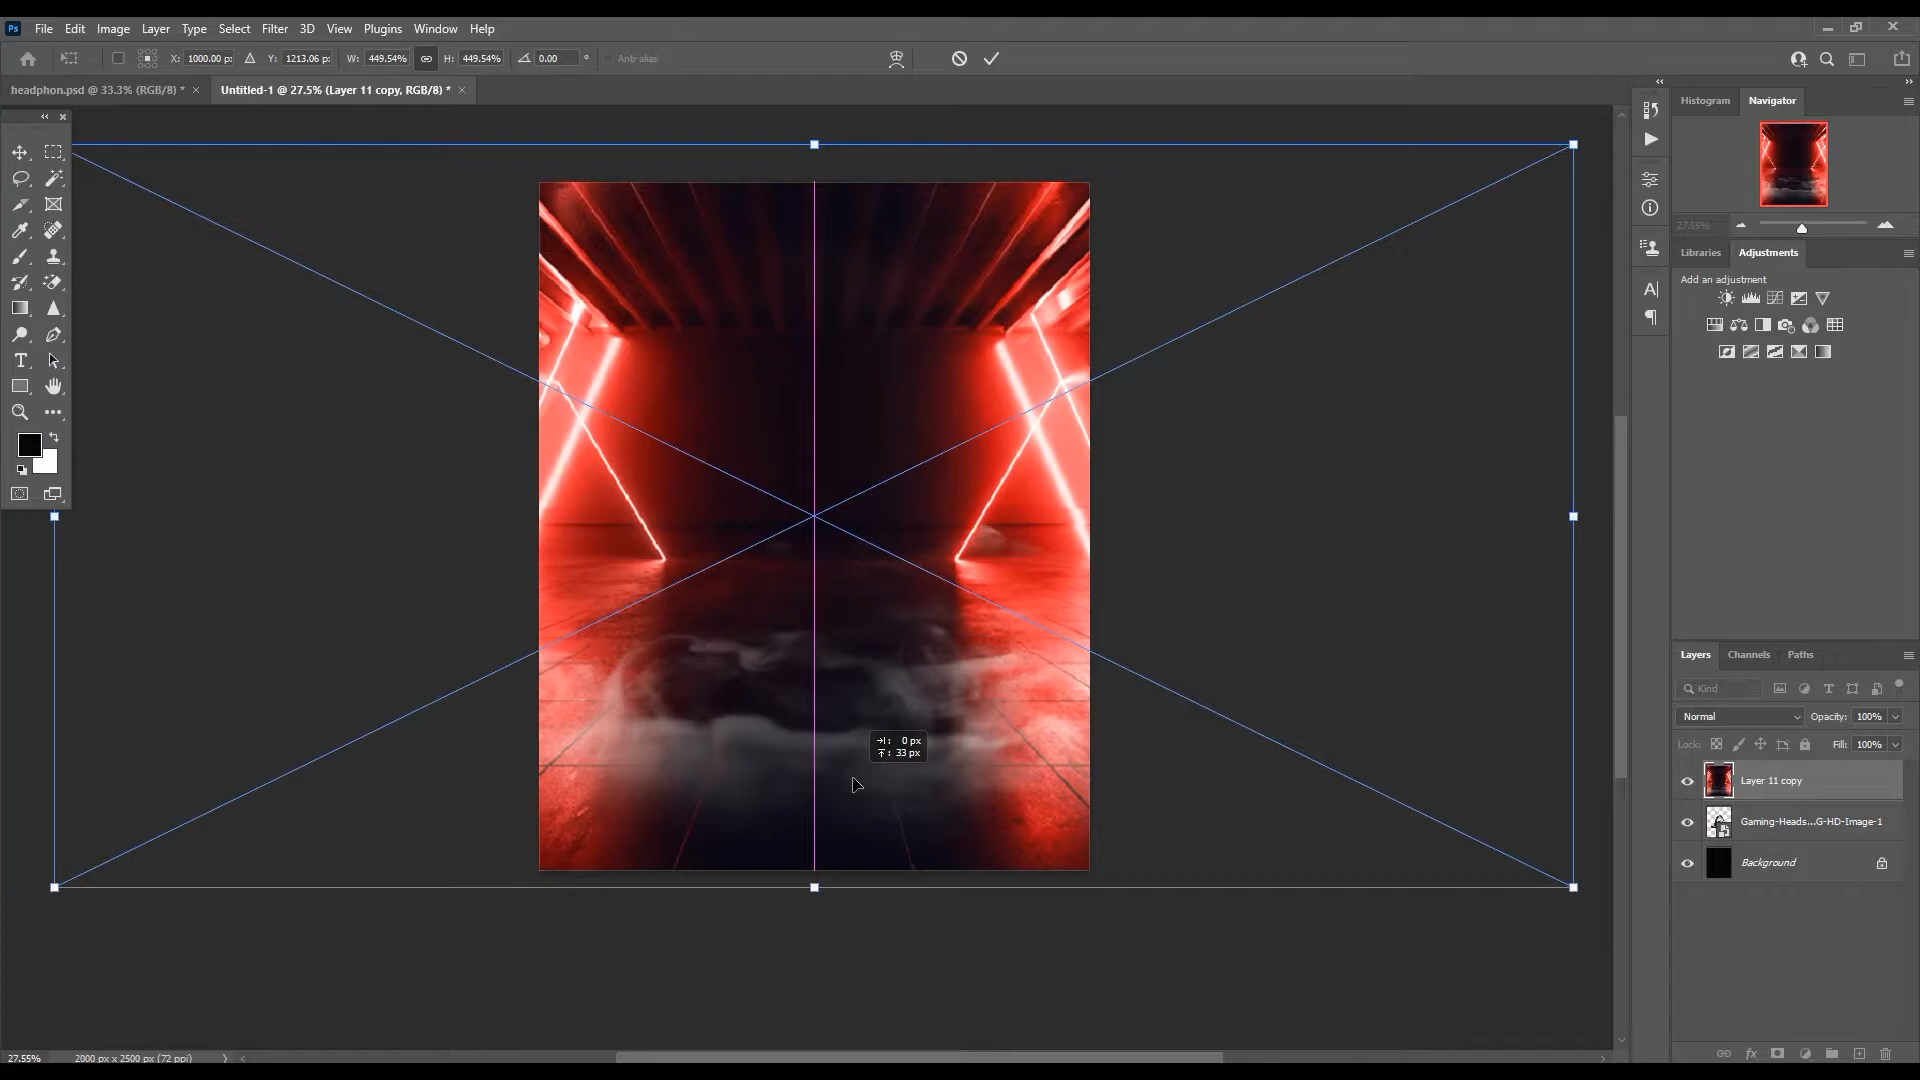 Ps File Edit Image Layer Type Select Filter 3D View Plugins Window Help
X: 1000.00 p: Y: 1213.06 p: W: 449.54% H: 449.54% 0.00 ° Anti-alias
headphon.psd @ 33.3% (RGB/8) * × Untitled-1 @ 27.5% (Layer 11 copy, RGB/8) * ×
Histogram Navigator
27.55%
Libraries Adjustments
Add an adjustment
Layers Channels Paths
Kind
Normal Opacity: 100%
Lock: Fill: 100%
0 px
33 px
Layer 11 copy
Gaming-Heads...G-HD-Image-1
Background
27.55% 2000 px x 2500 px (72 ppi)